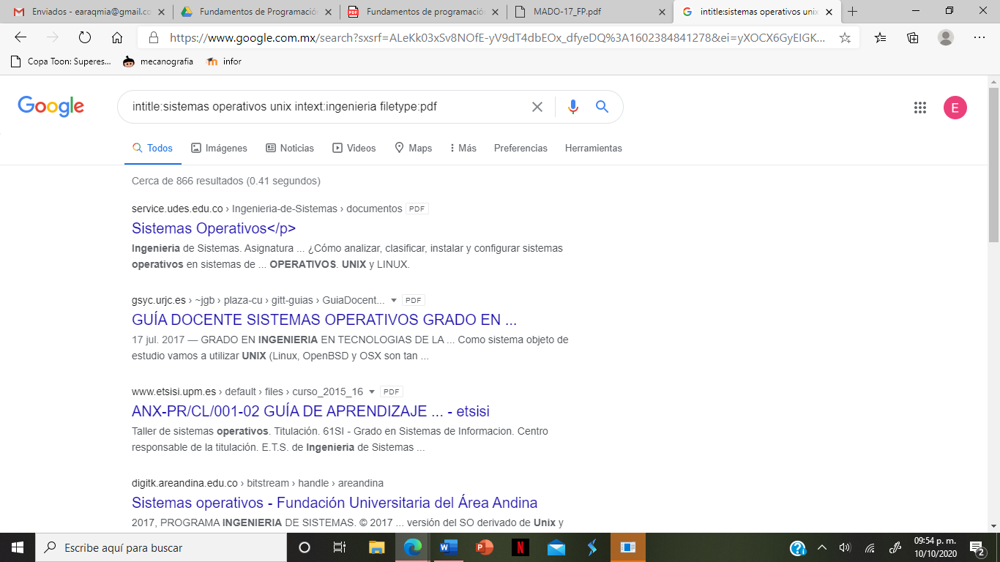 Enviados - earaqmia@gmail.co
Fundamentos de Programación
Fundamentos de programació
MADO-17_FP.pdf
intitle:sistemas operativos unix
https://www.google.com.mx/search?sxsrf=ALeKk03xSv8NOfE-yV9dT4dbEOx_dfyeDQ%3A1602384841278&ei=yXOCX6GyEIGK...
Copa Toon: Superes...
mecanografia
infor
Google
intitle:sistemas operativos unix intext:ingenieria filetype:pdf
E
Todos
Imágenes
Noticias
Videos
Maps
Más
Preferencias
Herramientas
Cerca de 866 resultados (0.41 segundos)
service.udes.edu.co › Ingenieria-de-Sistemas › documentos PDF
Sistemas Operativos</p>
Ingenieria de Sistemas. Asignatura ... ¿Cómo analizar, clasificar, instalar y configurar sistemas
operativos en sistemas de ... OPERATIVOS. UNIX y LINUX.
gsyc.urjc.es › ~jgb › plaza-cu › gitt-guias › GuiaDocent... PDF
GUÍA DOCENTE SISTEMAS OPERATIVOS GRADO EN ...
17 jul. 2017 — GRADO EN INGENIERIA EN TECNOLOGIAS DE LA ... Como sistema objeto de
estudio vamos a utilizar UNIX (Linux, OpenBSD y OSX son tan ...
www.etsisi.upm.es › default › files › curso_2015_16 PDF
ANX-PR/CL/001-02 GUÍA DE APRENDIZAJE ... - etsisi
Taller de sistemas operativos. Titulación. 61SI - Grado en Sistemas de Informacion. Centro
responsable de la titulación. E.T.S. de Ingenieria de Sistemas ...
digitk.areandina.edu.co › bitstream › handle › areandina
Sistemas operativos - Fundación Universitaria del Área Andina
2017, PROGRAMA INGENIERIA DE SISTEMAS. © 2017 ... versión del SO derivado de Unix y
Escribe aquí para buscar
09:54 p. m.
10/10/2020
2